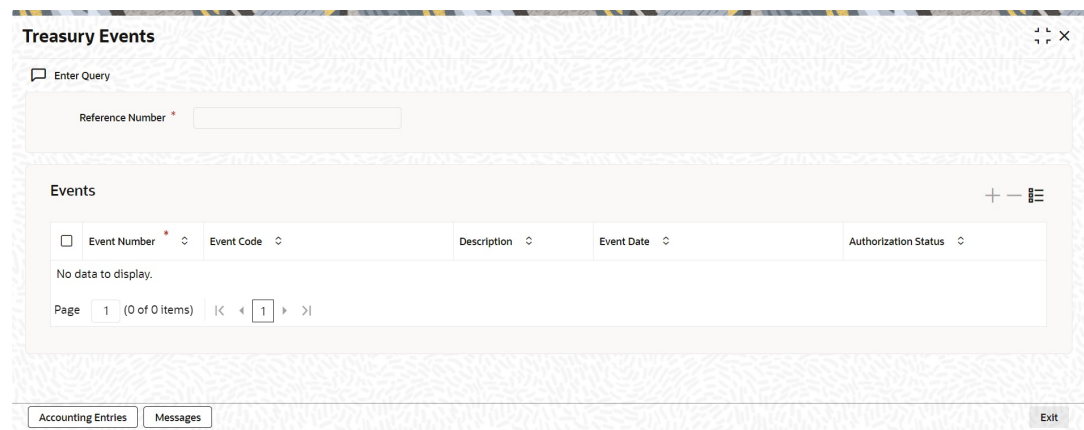 Treasury Events
Enter Query
Reference Number *
Events
Event Number * Event Code Description Event Date Authorization Status
No data to display.
Page 1 (0 of 0 items) 1
Accounting Entries Messages Exit